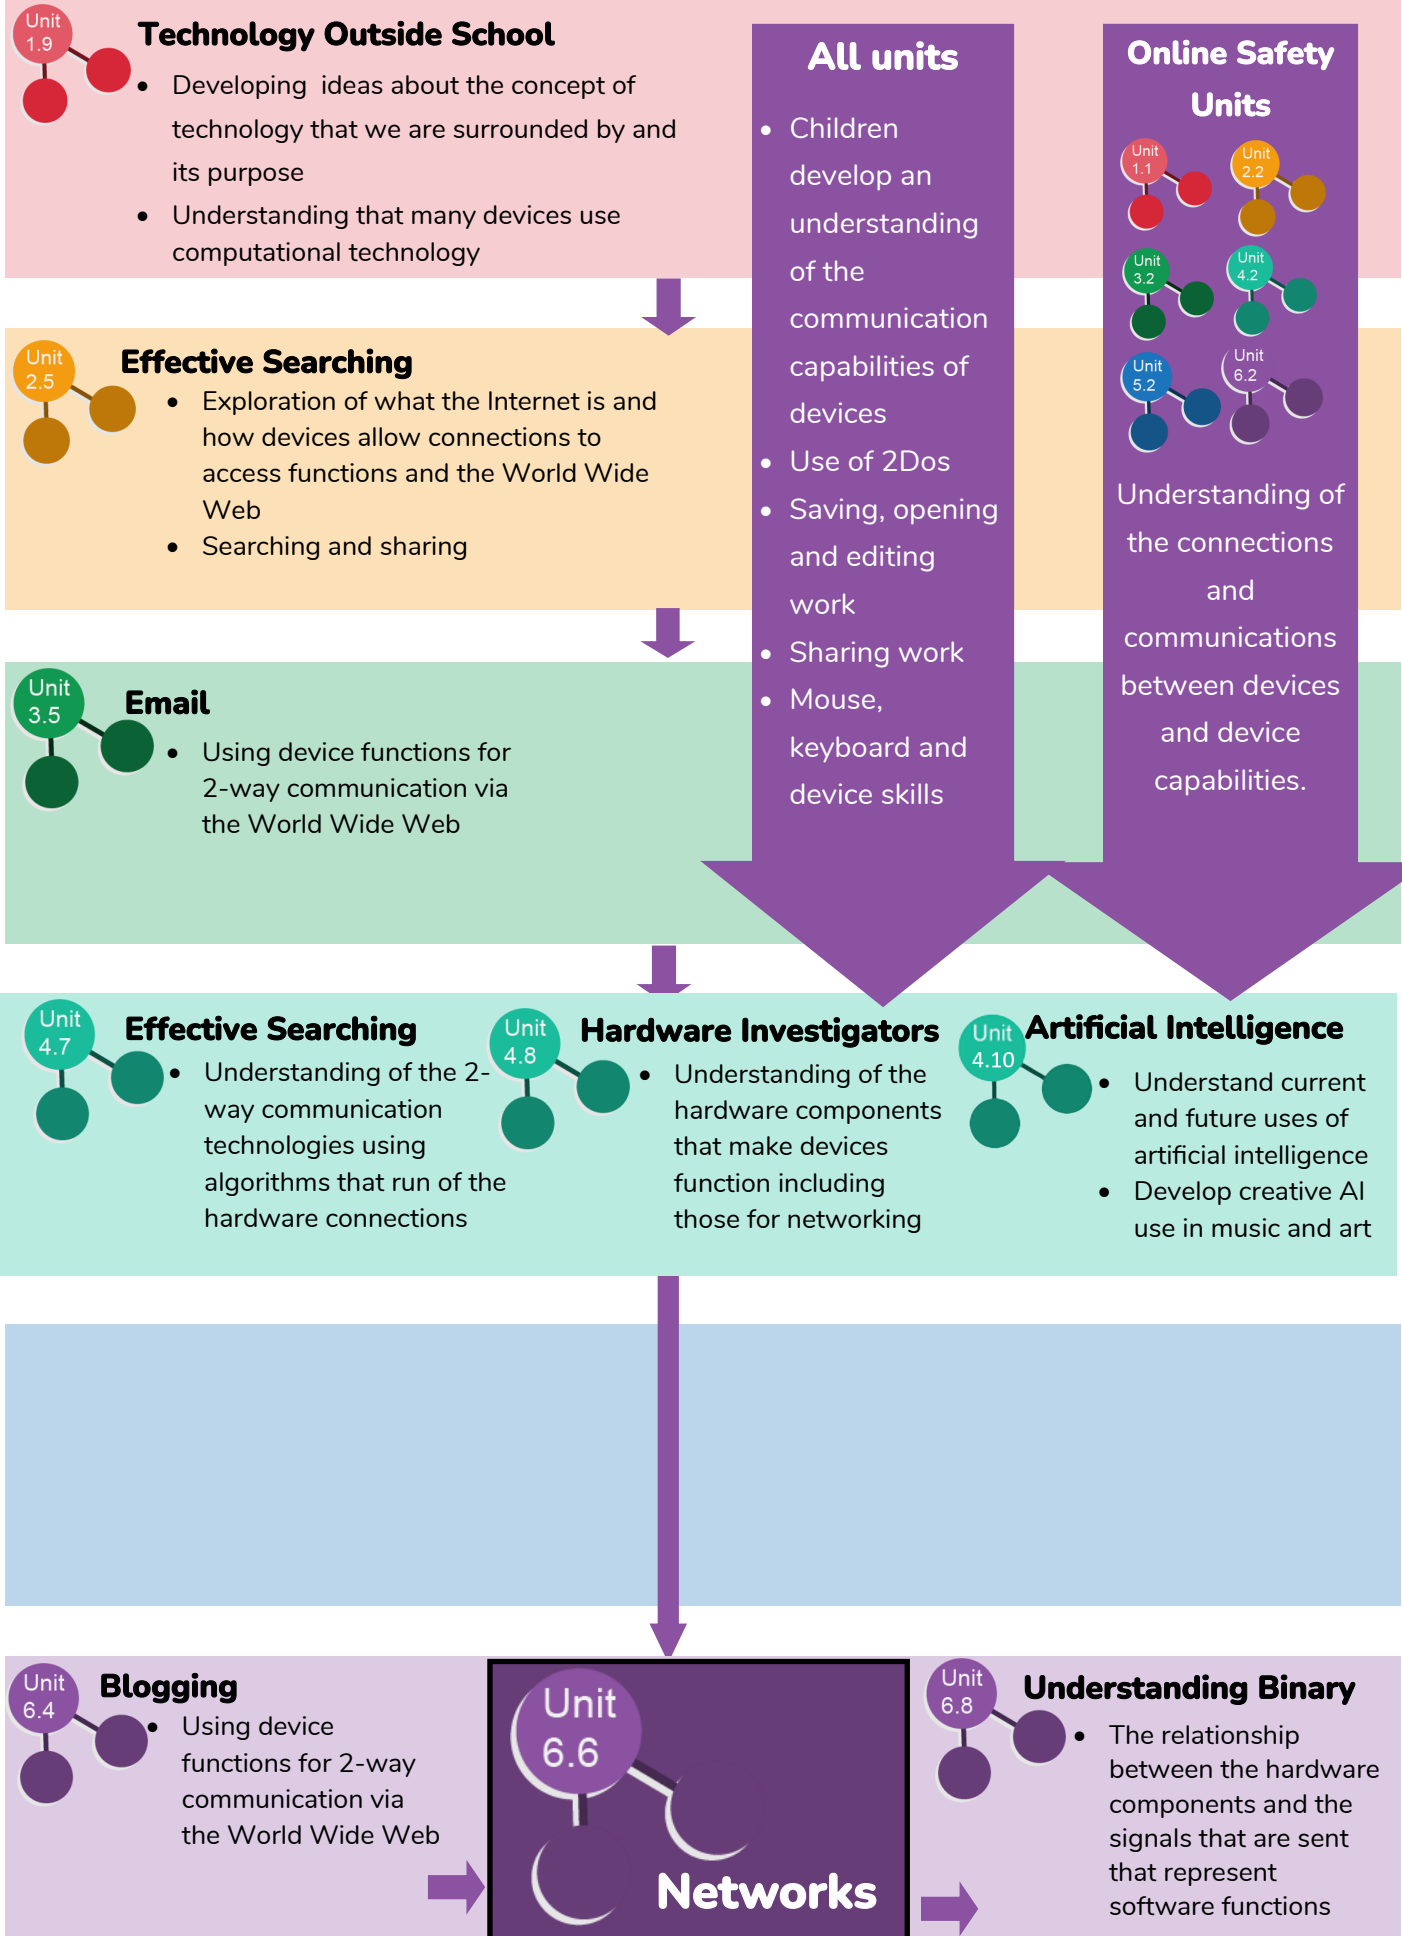 Unit
1.9
Technology Outside School
• Developing ideas about the concept of
technology that we are surrounded by and
its purpose
• Understanding that many devices use
computational technology
Unit
2.5
Effective Searching
• Exploration of what the Internet is and
how devices allow connections to
access functions and the World Wide
Web
• Searching and sharing
Unit
3.5
Email
• Using device functions for
2-way communication via
the World Wide Web
All units
• Children
develop an
understanding
of the
communication
capabilities of
devices
• Use of 2Dos
• Saving, opening
and editing
work
• Sharing work
• Mouse,
keyboard and
device skills
Online Safety
Units
Unit
1.1
Unit
2.2
Unit
3.2
Unit
4.2
Unit
5.2
Unit
6.2
Understanding of
the connections
and
communications
between devices
and device
capabilities.
Unit
4.7
Effective Searching
• Understanding of the 2-
way communication
technologies using
algorithms that run of the
hardware connections
Unit
4.8
Hardware Investigators
• Understanding of the
hardware components
that make devices
function including
those for networking
Unit
4.10
Artificial Intelligence
• Understand current
and future uses of
artificial intelligence
• Develop creative AI
use in music and art
Unit
6.4
Blogging
• Using device
functions for 2-way
communication via
the World Wide Web
Unit
6.6
Networks
Unit
6.8
Understanding Binary
• The relationship
between the hardware
components and the
signals that are sent
that represent
software functions